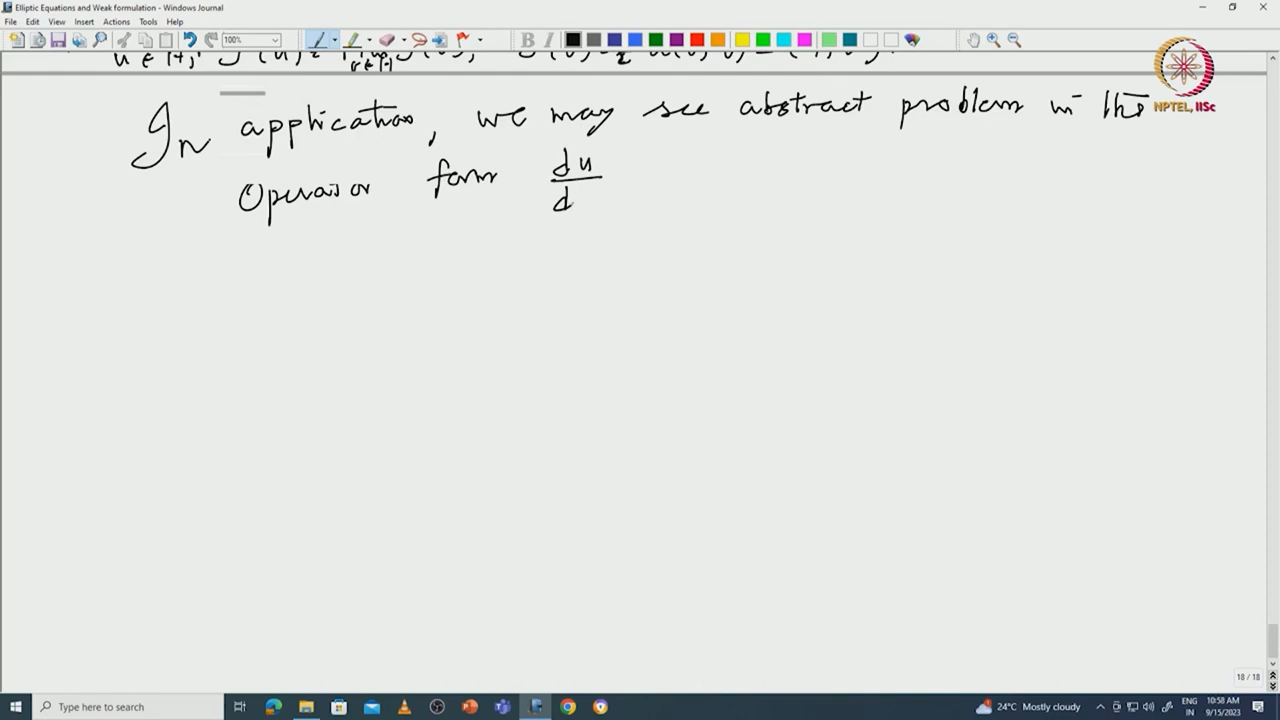 Elliptic Equations and Weak formulation - Windows Journal
File Edit View Insert Actions Tools Help
100%
NPTEL, IISc
In application, we may see abstract problem in the
Operator form du/d
18 / 18
Type here to search
24°C Mostly cloudy
ENG
IN
10:58 AM
9/15/2023